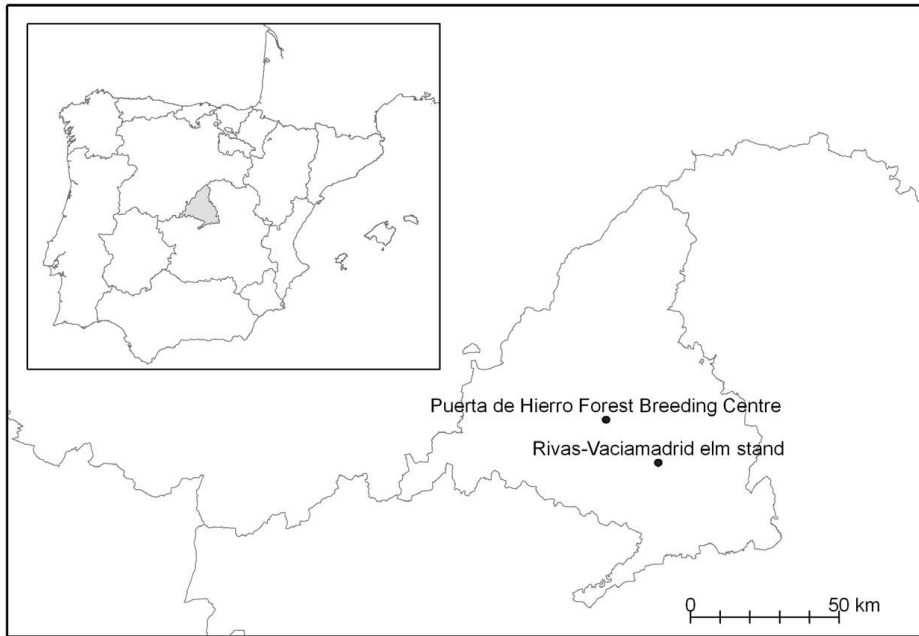 Puerta de Hierro Forest Breeding Centre
Rivas-Vaciamadrid elm stand
0 50 km